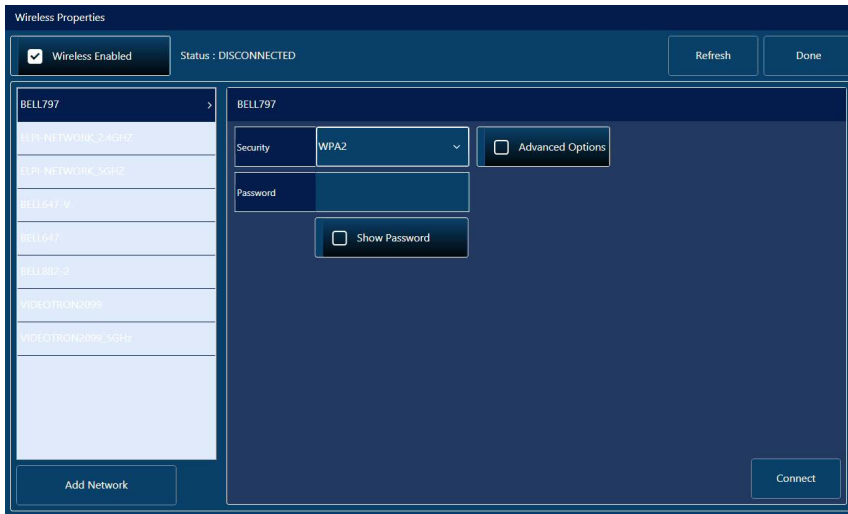 Wireless Properties
Wireless Enabled
Status : DISCONNECTED
Refresh
Done
BELL797
ELPI-NETWORK_2.4GHZ
ELPI-NETWORK_5GHZ
BELL647-V
BELL647
BELL882-2
VIDEOTRON2099
VIDEOTRON2099_5GHz
Add Network
BELL797
Security
WPA2
Advanced Options
Password
Show Password
Connect